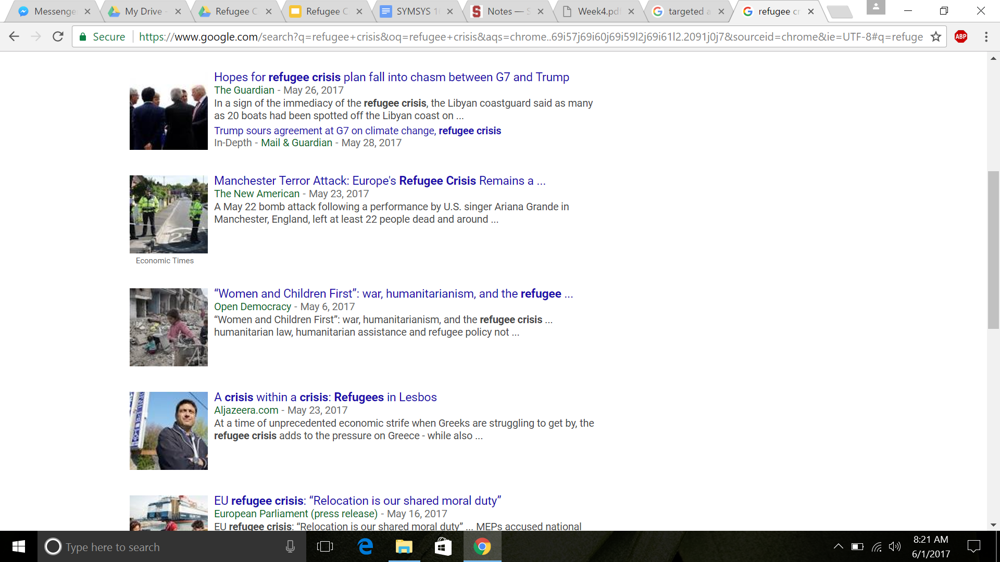 Messenge
My Drive -
Refugee C
Refugee C
SYMSYS 1
Notes — S
Week4.pd
targeted a
refugee cr
Secure
https://www.google.com/search?q=refugee+crisis&oq=refugee+crisis&aqs=chrome..69i57j69i60j69i59l2j69i61l2.2091j0j7&sourceid=chrome&ie=UTF-8#q=refuge
ABP
Hopes for refugee crisis plan fall into chasm between G7 and Trump
The Guardian - May 26, 2017
In a sign of the immediacy of the refugee crisis, the Libyan coastguard said as many
as 20 boats had been spotted off the Libyan coast on ...
Trump sours agreement at G7 on climate change, refugee crisis
In-Depth - Mail & Guardian - May 28, 2017
Manchester Terror Attack: Europe's Refugee Crisis Remains a ...
The New American - May 23, 2017
A May 22 bomb attack following a performance by U.S. singer Ariana Grande in
Manchester, England, left at least 22 people dead and around ...
Economic Times
“Women and Children First”: war, humanitarianism, and the refugee ...
Open Democracy - May 6, 2017
“Women and Children First”: war, humanitarianism, and the refugee crisis ...
humanitarian law, humanitarian assistance and refugee policy not ...
A crisis within a crisis: Refugees in Lesbos
Aljazeera.com - May 23, 2017
At a time of unprecedented economic strife when Greeks are struggling to get by, the
refugee crisis adds to the pressure on Greece - while also ...
EU refugee crisis: “Relocation is our shared moral duty”
European Parliament (press release) - May 16, 2017
EU refugee crisis: “Relocation is our shared moral duty” ... MEPs accused national
Type here to search
8:21 AM
6/1/2017